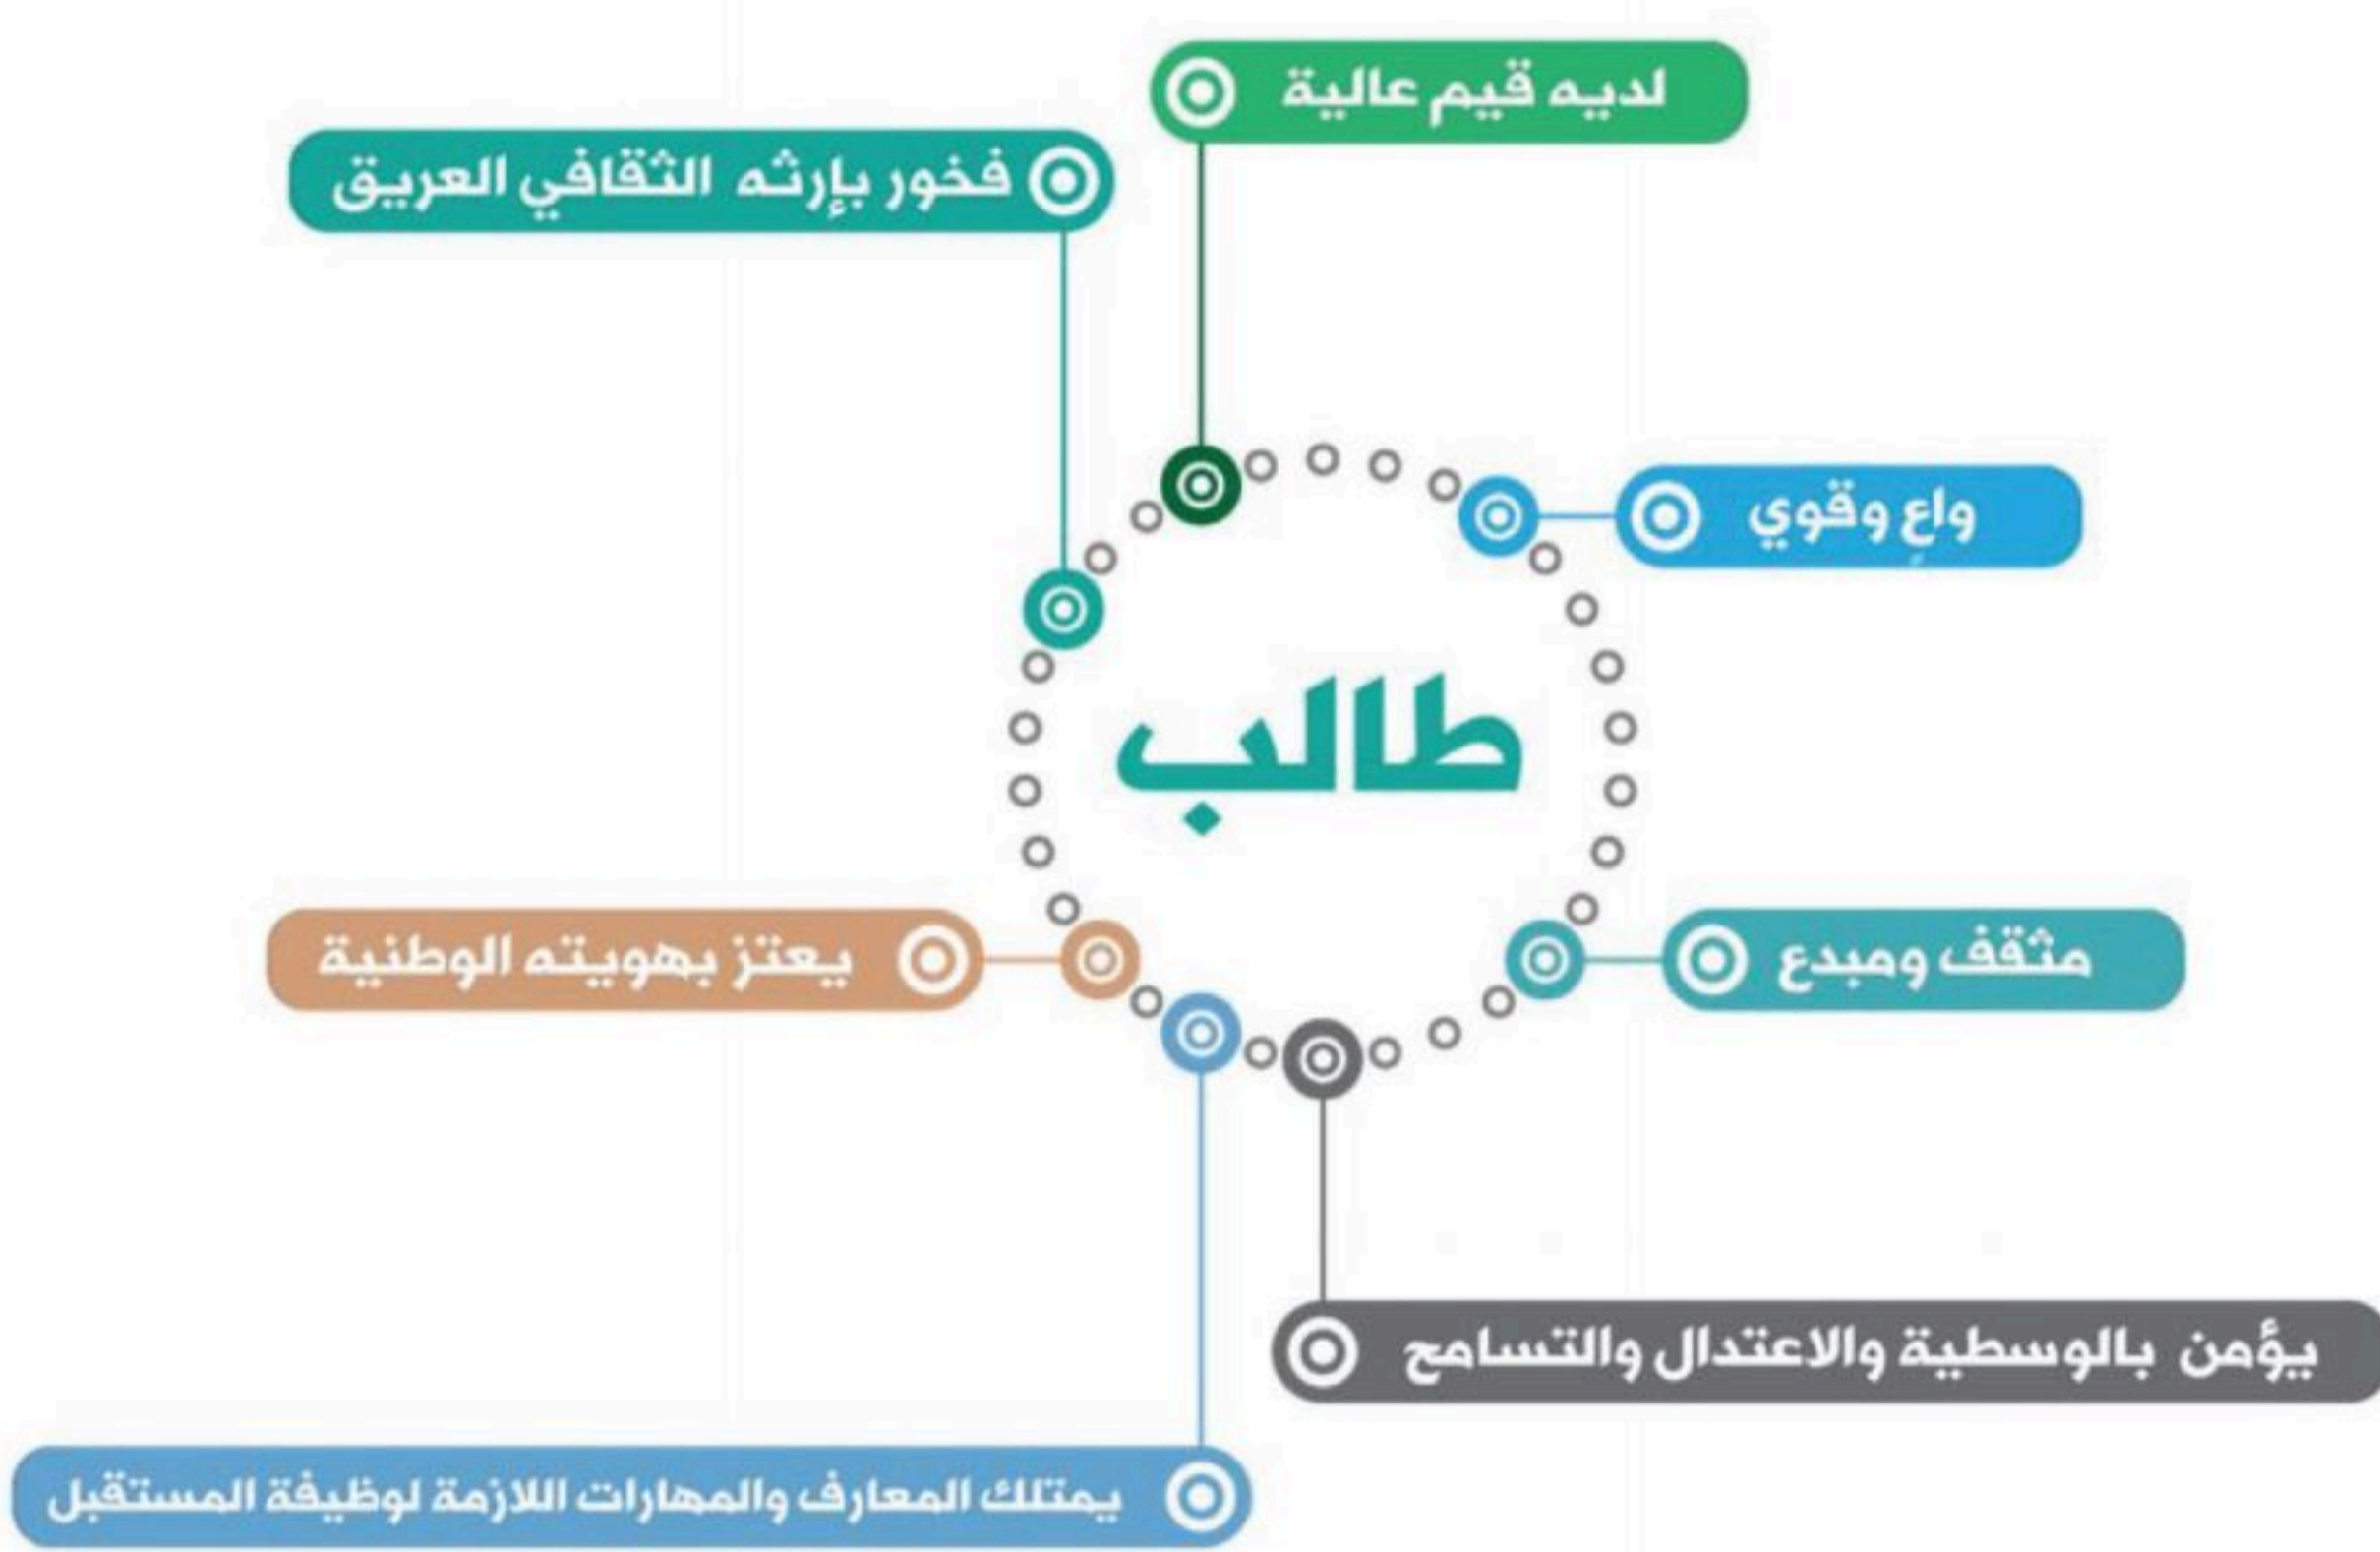 لديه قيم عالية
فخور بإرثه الثقافي العريق
واعٍ وقوي
طالب
يعتز بهويته الوطنية
مثقف ومبدع
يؤمن بالوسطية والاعتدال والتسامح
يمتلك المعارف والمهارات اللازمة لوظيفة المستقبل